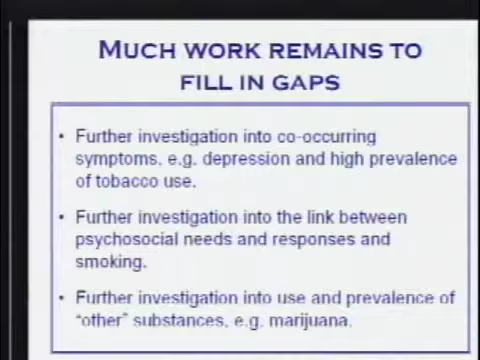 MUCH WORK REMAINS TO
FILL IN GAPS
• Further investigation into co-occurring
symptoms, e.g. depression and high prevalence
of tobacco use.
• Further investigation into the link between
psychosocial needs and responses and
smoking.
• Further investigation into use and prevalence of
“other” substances, e.g. marijuana.